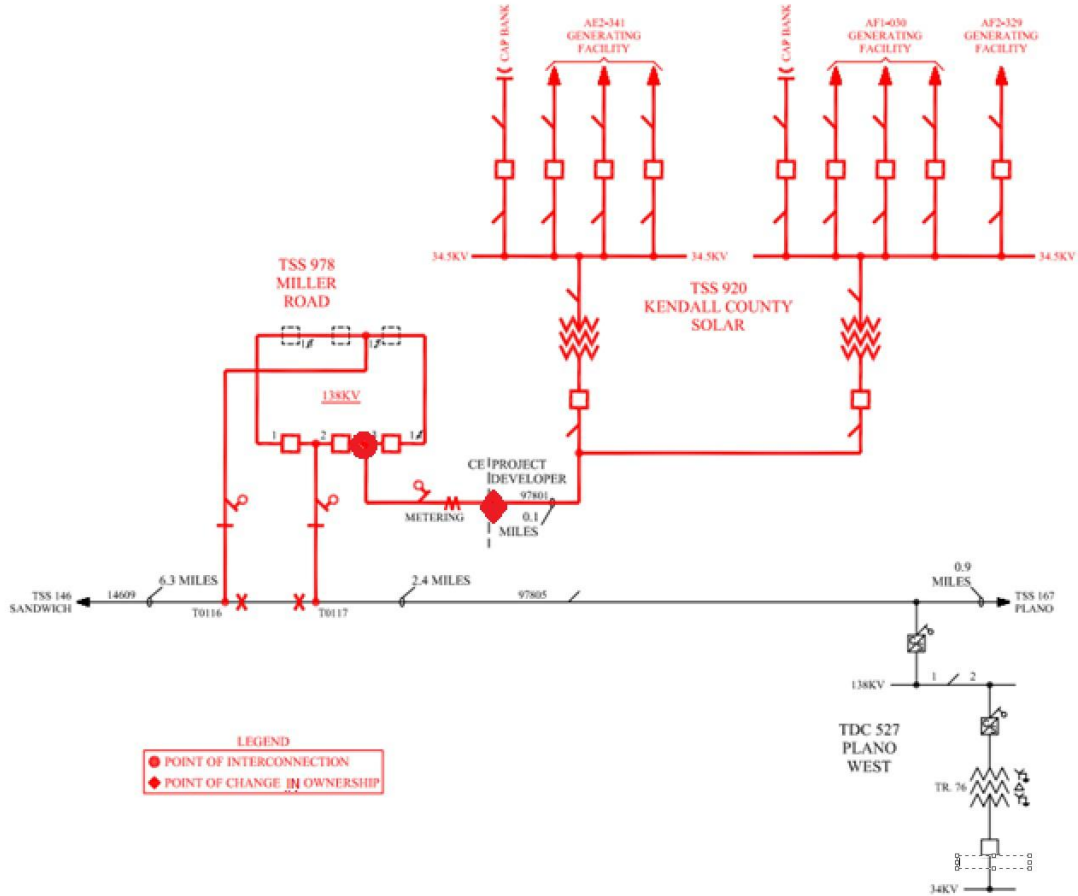 CAP BANK
AE2-341
GENERATING
FACILITY
CAP BANK
AF1-030
GENERATING
FACILITY
AF2-329
GENERATING
FACILITY
34.5KV
34.5KV
34.5KV
TSS 978
MILLER
ROAD
TSS 920
KENDALL COUNTY
SOLAR
138KV
1
2
CE
PROJECT
DEVELOPER
97801
METERING
0.1
MILES
6.3 MILES
2.4 MILES
0.9
MILES
TSS 146
SANDWICH
14609
T0116
T0117
97805
TSS 167
PLANO
138KV
1
2
TDC 527
PLANO
WEST
TR. 76
34KV
LEGEND
POINT OF INTERCONNECTION
POINT OF CHANGE IN OWNERSHIP